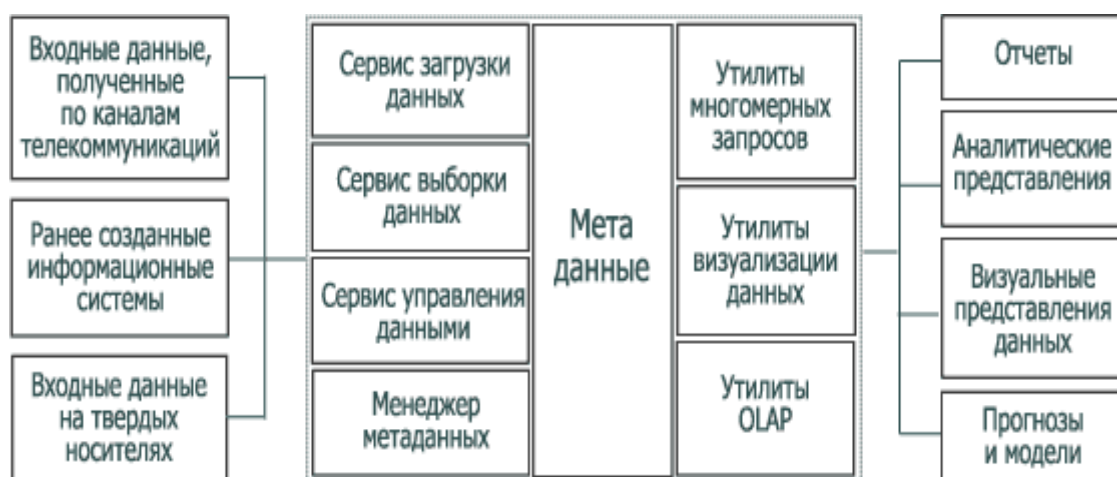 Входные данные,
полученные
по каналам
телекоммуникаций
Ранее созданные
информационные
системы
Входные данные
на твердых
носителях
Сервис загрузки
данных
Сервис выборки
данных
Сервис управления
данными
Менеджер
метаданных
Мета
данные
Утилиты
многомерных
запросов
Утилиты
визуализации
данных
Утилиты
OLAP
Отчеты
Аналитические
представления
Визуальные
представления
данных
Прогнозы
и модели